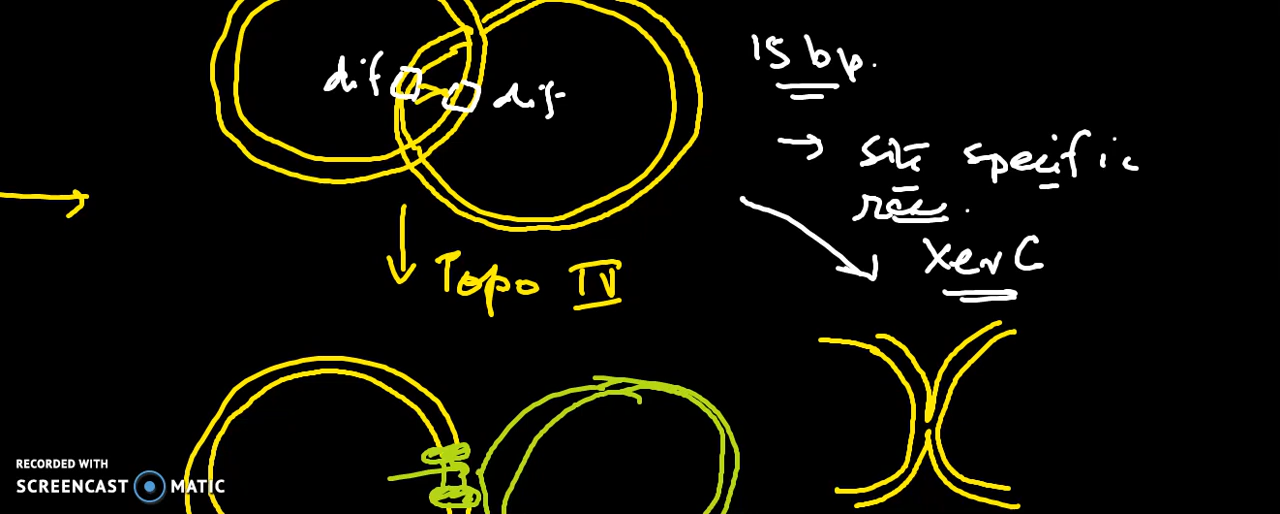 dif
dif
15 bp.
→ site specific
rec.
XerC
Topo IV
RECORDED WITH
SCREENCAST MATIC